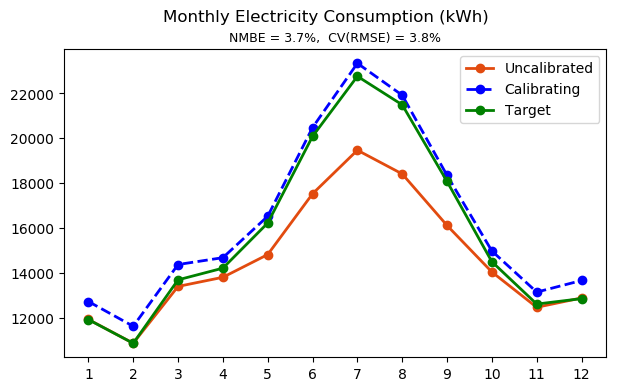 Monthly Electricity Consumption (kWh)
NMBE = 3.7%,  CV(RMSE) = 3.8%
Uncalibrated
Calibrating
Target
22000
20000
18000
16000
14000
12000
1 2 3 4 5 6 7 8 9 10 11 12